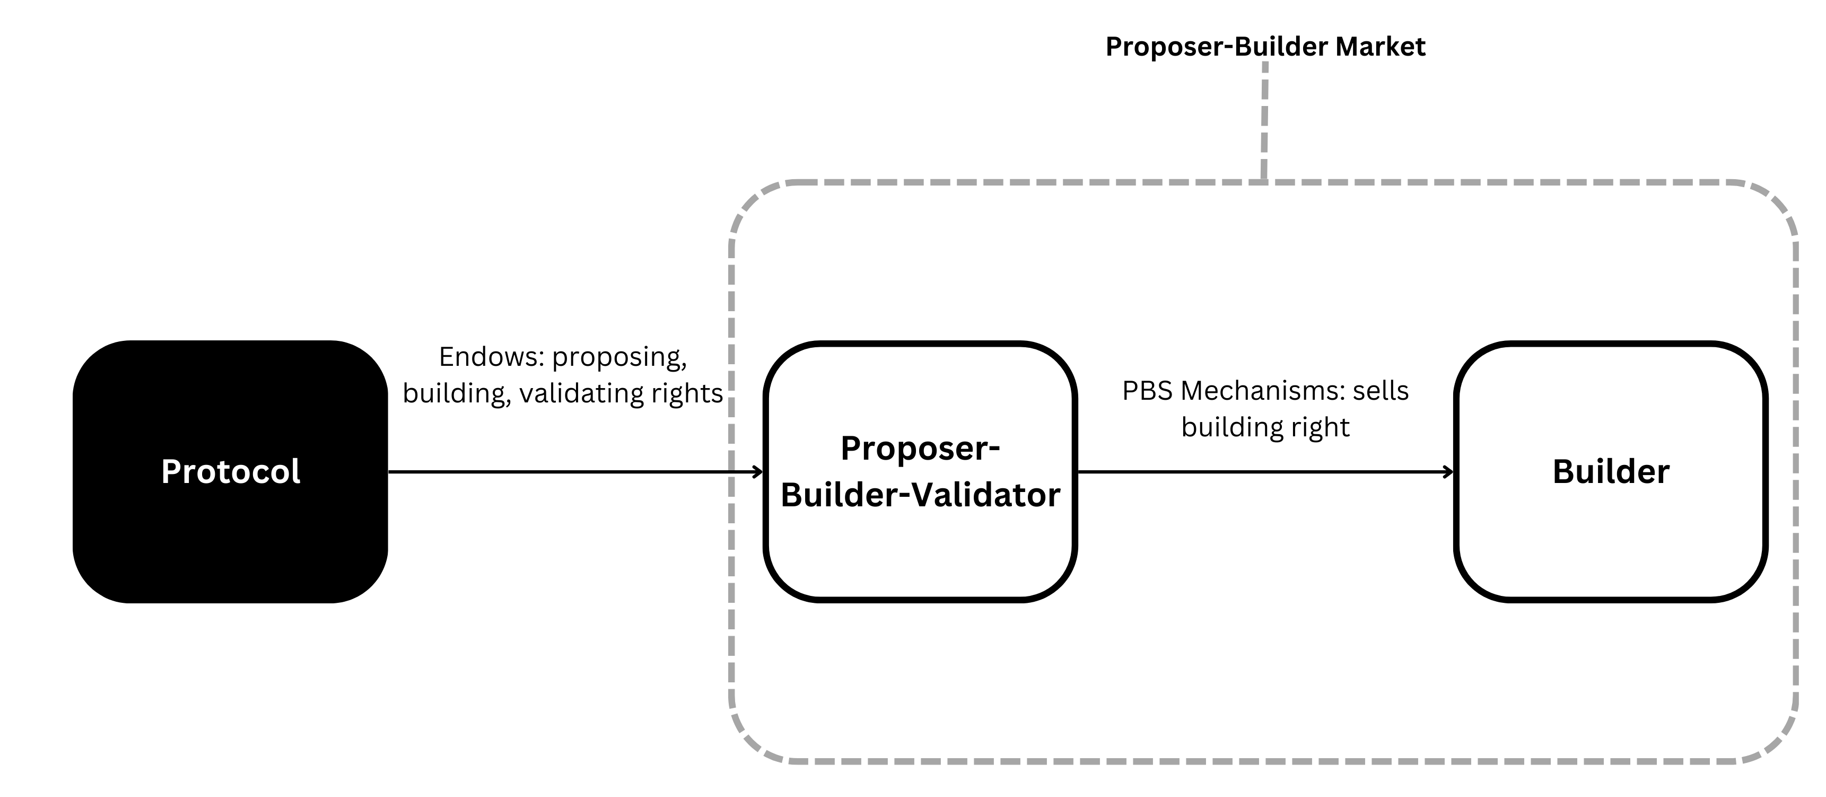 Proposer-Builder Market
Endows: proposing,
building, validating rights
PBS Mechanisms: sells
building right
Protocol
Proposer-
Builder-Validator
Builder